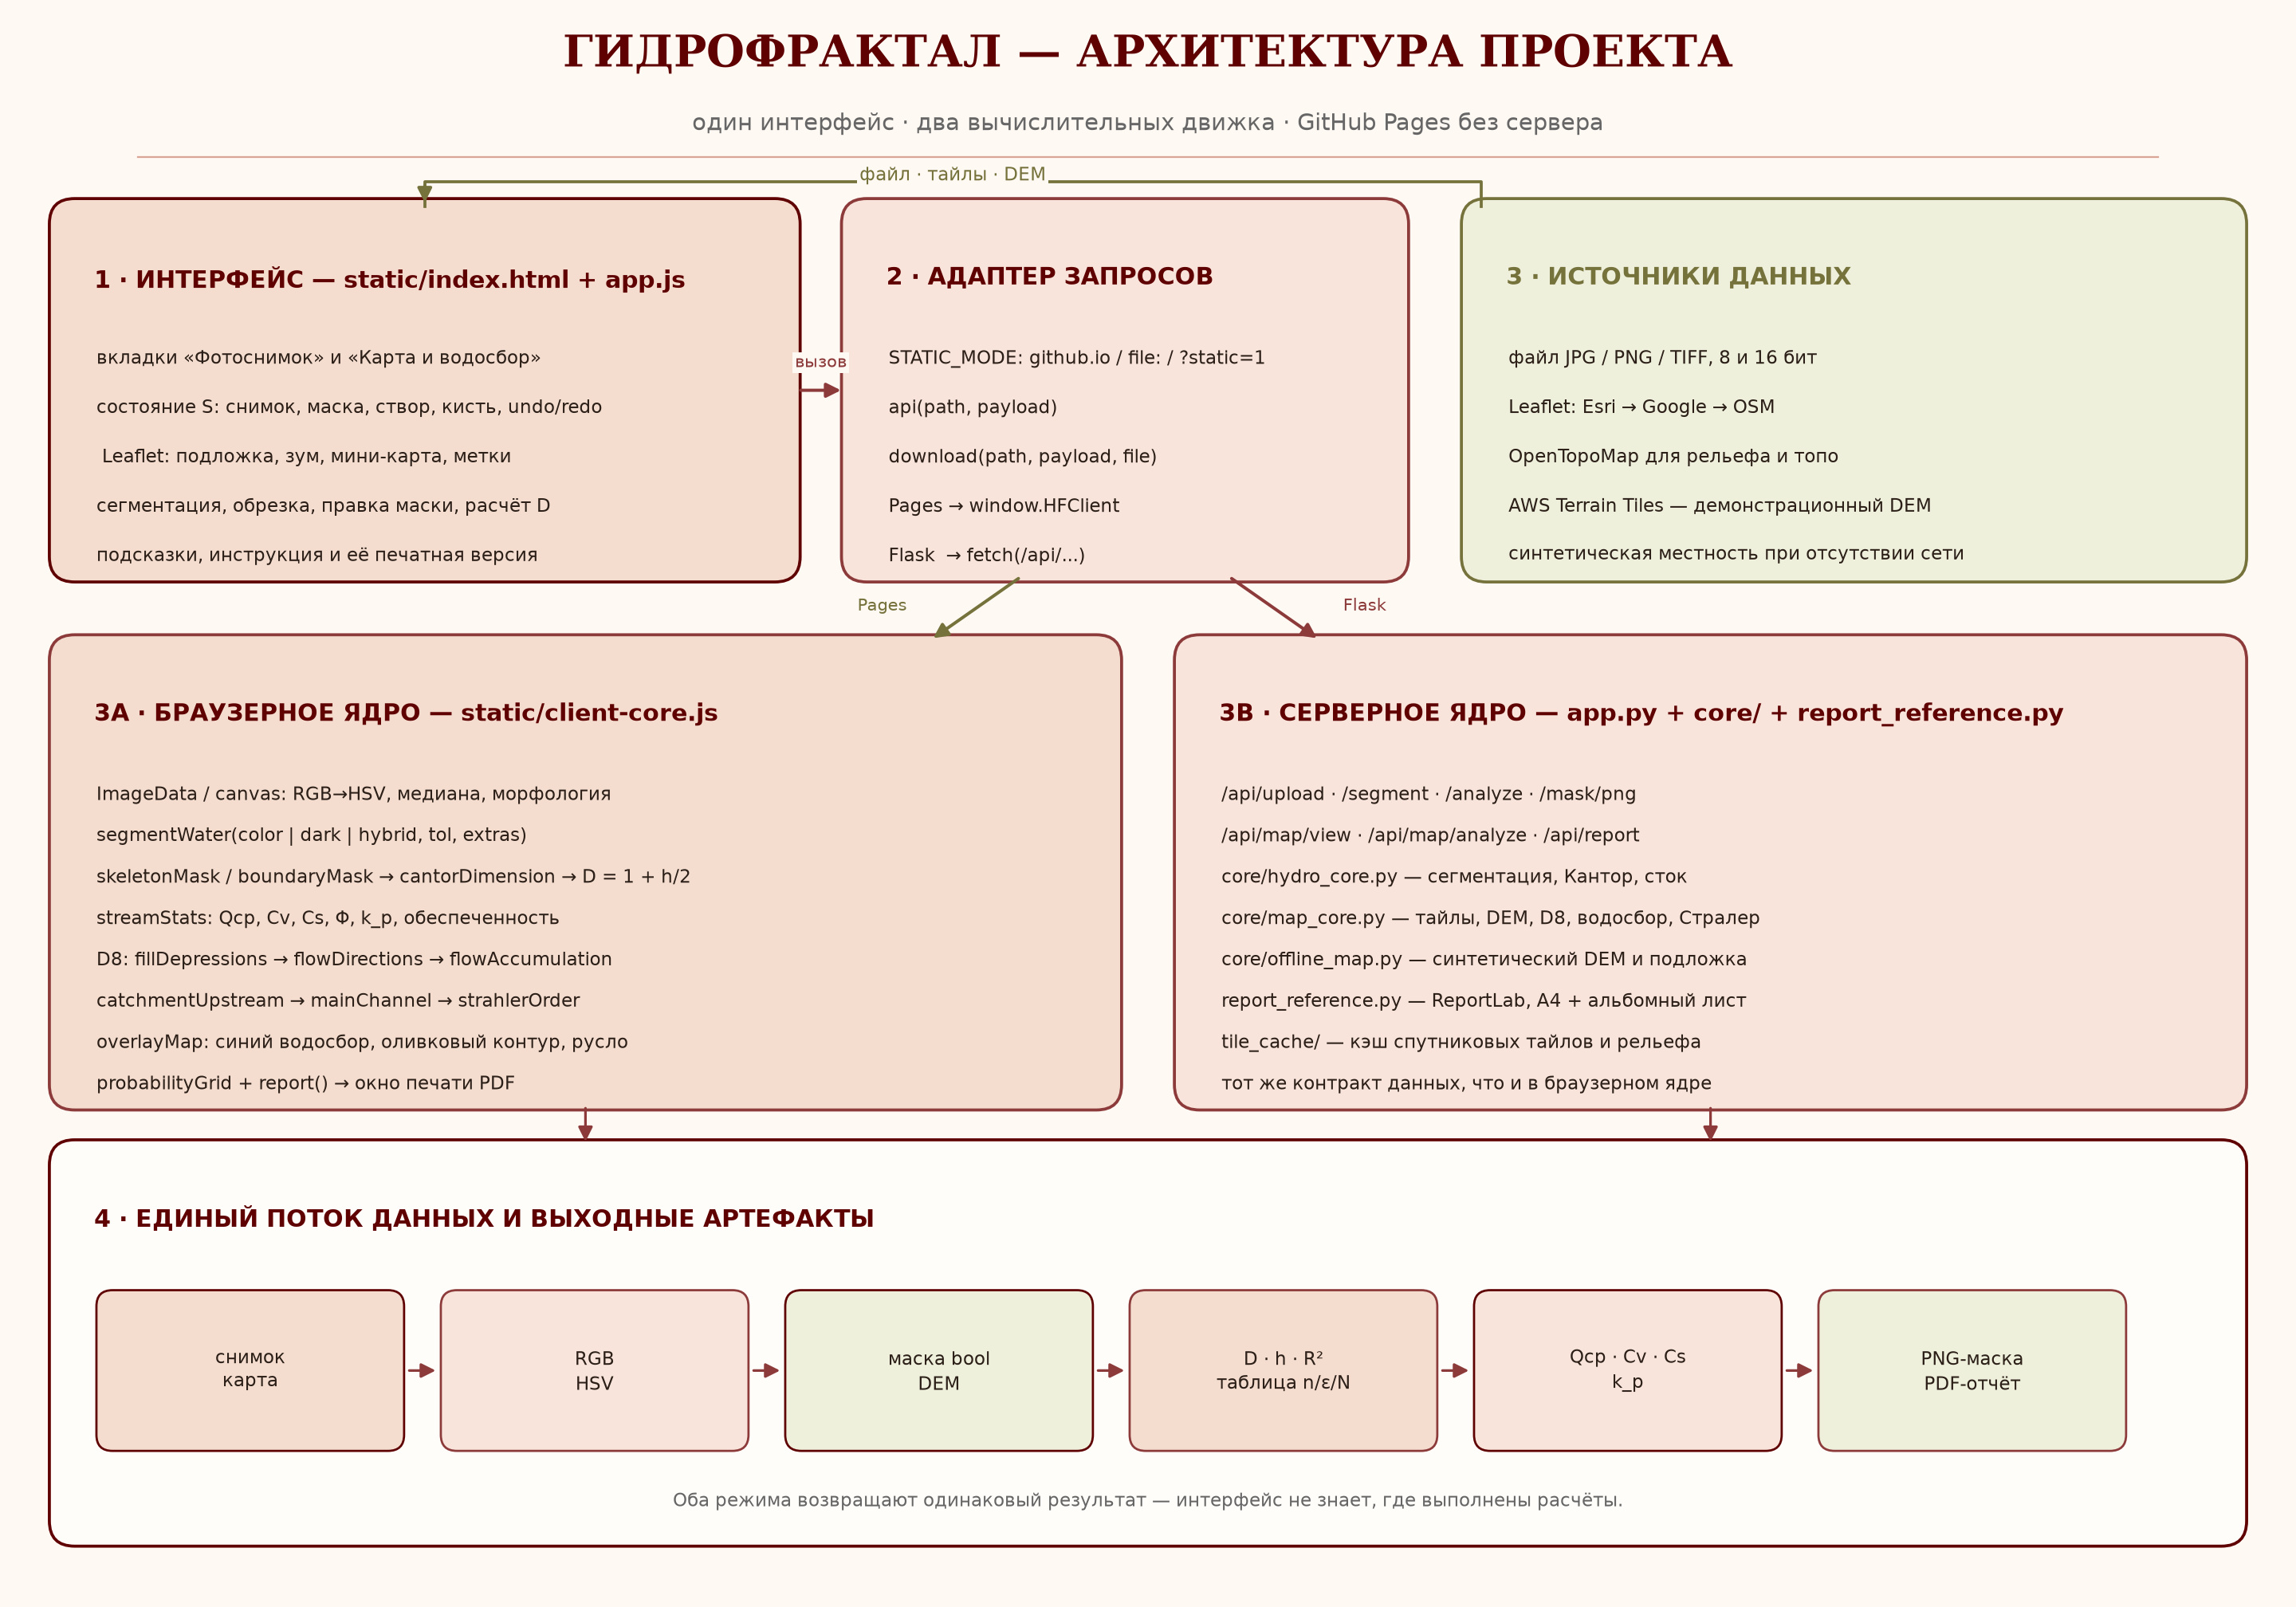 ГИДРОФРАКТАЛ — АРХИТЕКТУРА ПРОЕКТА
один интерфейс · два вычислительных движка · GitHub Pages без сервера
файл · тайлы · DEM
1 · ИНТЕРФЕЙС — static/index.html + app.js
вкладки «Фотоснимок» и «Карта и водосбор»
состояние S: снимок, маска, створ, кисть, undo/redo
Leaflet: подложка, зум, мини-карта, метки
сегментация, обрезка, правка маски, расчёт D
подсказки, инструкция и её печатная версия
вызов
2 · АДАПТЕР ЗАПРОСОВ
STATIC_MODE: github.io / file: / ?static=1
api(path, payload)
download(path, payload, file)
Pages → window.HFClient
Flask → fetch(/api/...)
3 · ИСТОЧНИКИ ДАННЫХ
файл JPG / PNG / TIFF, 8 и 16 бит
Leaflet: Esri → Google → OSM
OpenTopoMap для рельефа и топо
AWS Terrain Tiles — демонстрационный DEM
синтетическая местность при отсутствии сети
Pages
Flask
3A · БРАУЗЕРНОЕ ЯДРО — static/client-core.js
ImageData / canvas: RGB→HSV, медиана, морфология
segmentWater(color | dark | hybrid, tol, extras)
skeletonMask / boundaryMask → cantorDimension → D = 1 + h/2
streamStats: Qcp, Cv, Cs, Φ, k_p, обеспеченность
D8: fillDepressions → flowDirections → flowAccumulation
catchmentUpstream → mainChannel → strahlerOrder
overlayMap: синий водосбор, оливковый контур, русло
probabilityGrid + report() → окно печати PDF
3B · СЕРВЕРНОЕ ЯДРО — app.py + core/ + report_reference.py
/api/upload · /segment · /analyze · /mask/png
/api/map/view · /api/map/analyze · /api/report
core/hydro_core.py — сегментация, Кантор, сток
core/map_core.py — тайлы, DEM, D8, водосбор, Стралер
core/offline_map.py — синтетический DEM и подложка
report_reference.py — ReportLab, A4 + альбомный лист
tile_cache/ — кэш спутниковых тайлов и рельефа
тот же контракт данных, что и в браузерном ядре
4 · ЕДИНЫЙ ПОТОК ДАННЫХ И ВЫХОДНЫЕ АРТЕФАКТЫ
снимок
карта
RGB
HSV
маска bool
DEM
D · h · R²
таблица n/ε/N
Qcp · Cv · Cs
k_p
PNG-маска
PDF-отчёт
Оба режима возвращают одинаковый результат — интерфейс не знает, где выполнены расчёты.